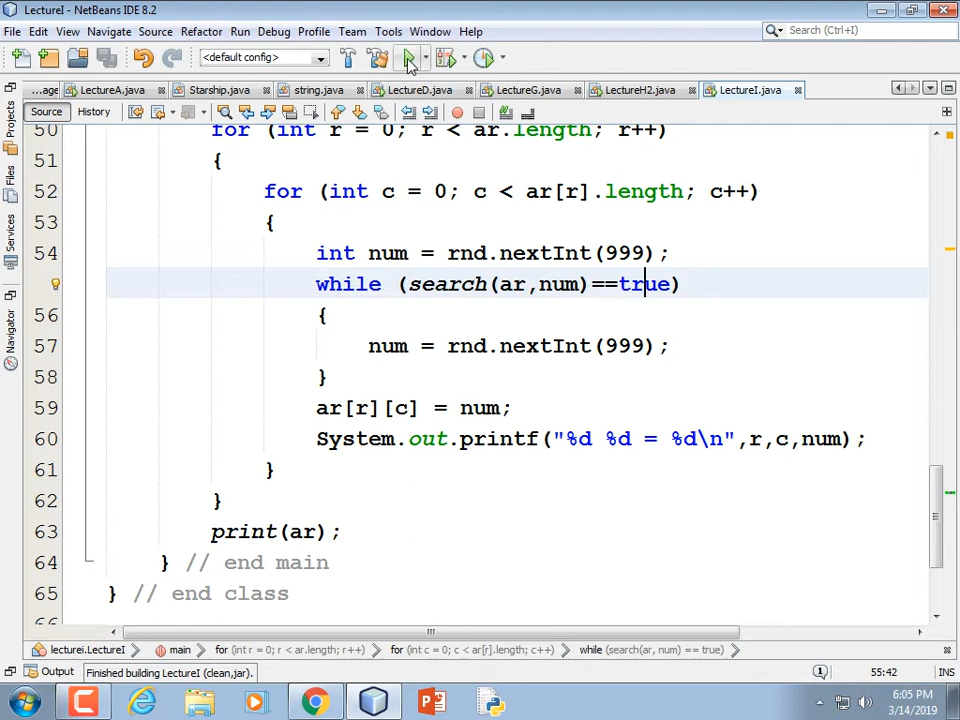 LectureI - NetBeans IDE 8.2
File Edit View Navigate Source Refactor Run Debug Profile Team Tools Window Help
Search (Ctrl+I)
<default config>
...age LectureA.java Starship.java string.java LectureD.java LectureG.java LectureH2.java LectureI.java
Source History
Projects
Files
Services
Navigator
50 for (int r = 0; r < ar.length; r++)
51 {
52 for (int c = 0; c < ar[r].length; c++)
53 {
54 int num = rnd.nextInt(999);
while (search(ar,num)==true)
56 {
57 num = rnd.nextInt(999);
58 }
59 ar[r][c] = num;
60 System.out.printf("%d %d = %d\n",r,c,num);
61 }
62 }
63 print(ar);
64 } // end main
65 } // end class
66
lecturei.LectureI main for (int r = 0; r < ar.length; r++) for (int c = 0; c < ar[r].length; c++) while (search(ar, num) == true)
Output Finished building LectureI (clean,jar). 1 55:42 INS
6:05 PM
3/14/2019